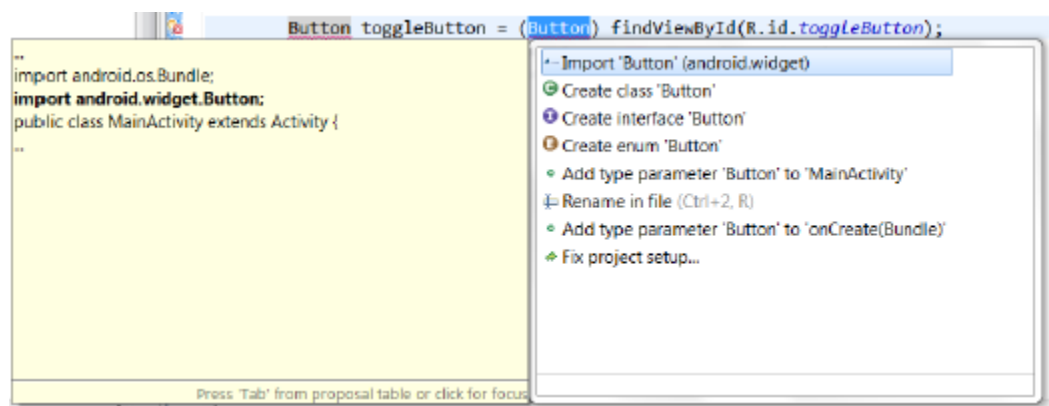 Button toggleButton = (Button) findViewById(R.id.toggleButton);
..
import android.os.Bundle;
import android.widget.Button;
public class MainActivity extends Activity {
..
Press 'Tab' from proposal table or click for focus
Import 'Button' (android.widget)
Create class 'Button'
Create interface 'Button'
Create enum 'Button'
Add type parameter 'Button' to 'MainActivity'
Rename in file (Ctrl+2, R)
Add type parameter 'Button' to 'onCreate(Bundle)'
Fix project setup...